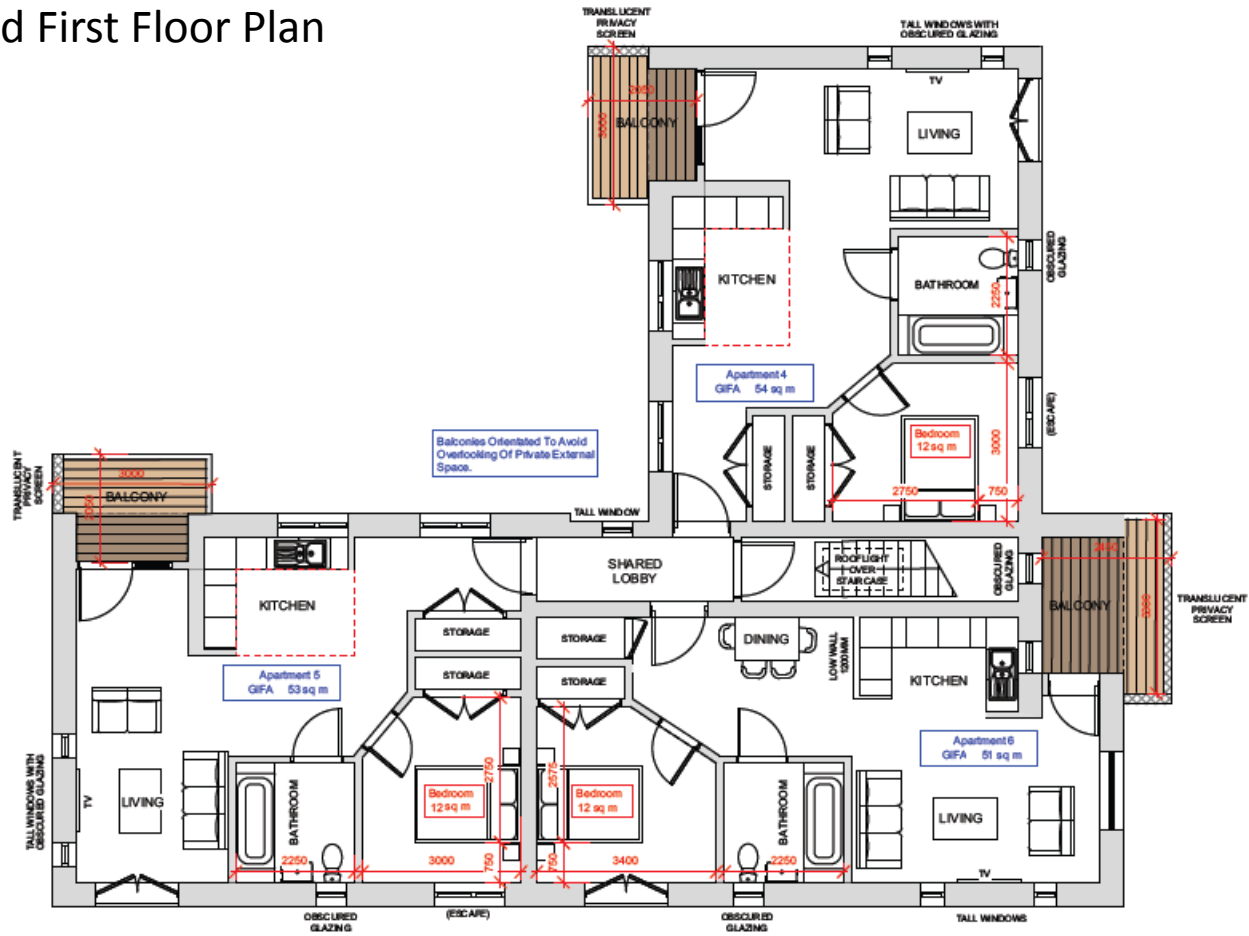 d First Floor Plan
TRANSLUCENT
PRIVACY
SCREEN
TALL WINDOWS WITH
OBSCURED GLAZING
2050
3000
BALCONY
TV
LIVING
KITCHEN
BATHROOM
2250
OBSCURED
GLAZING
Apartment 4
GIFA 54 sq m
Bedroom
12 sq m
3000
2750
750
(ESCAPE)
STORAGE
STORAGE
Balconies Orientated To Avoid
Overlooking Of Private External
Space.
TRANSLUCENT
PRIVACY
SCREEN
3000
BALCONY
2050
TALL WINDOW
SHARED
LOBBY
ROOFLIGHT
OVER
STAIRCASE
OBSCURED
GLAZING
BALCONY
TRANSLUCENT
PRIVACY
SCREEN
KITCHEN
STORAGE
STORAGE
STORAGE
STORAGE
DINING
LOW WALL
1200MM
KITCHEN
Apartment 5
GIFA 53 sq m
Apartment 6
GIFA 51 sq m
TALL WINDOWS WITH
OBSCURED GLAZING
TV
LIVING
BATHROOM
2250
Bedroom
12 sq m
2750
750
3000
Bedroom
12 sq m
2575
750
3400
BATHROOM
2250
LIVING
TV
OBSCURED
GLAZING
(ESCAPE)
OBSCURED
GLAZING
TALL WINDOWS